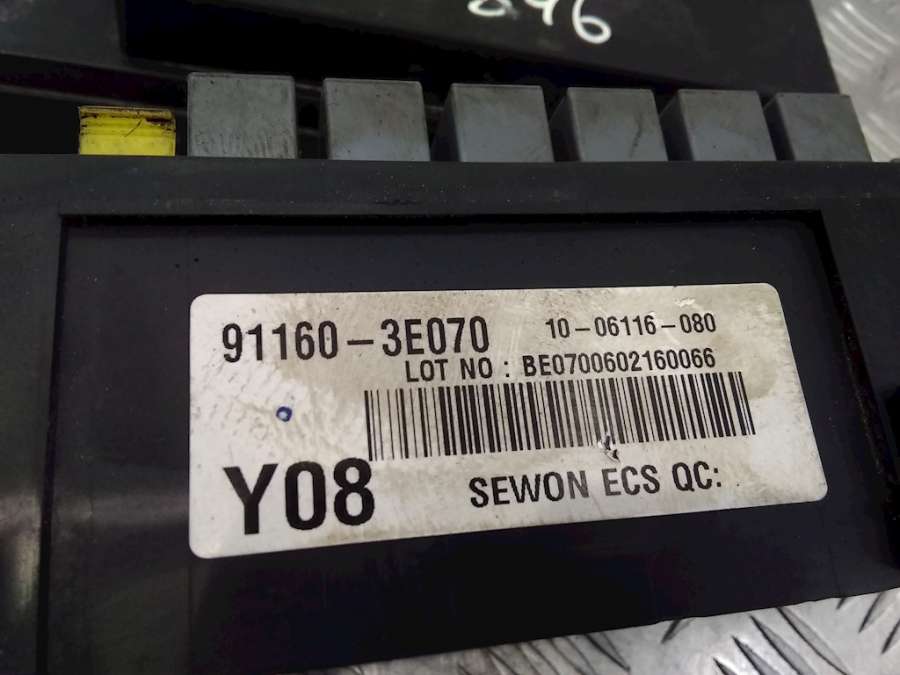 91160-3E070 10-06116-080
LOT NO : BE0700602160066
Y08 SEWON ECS QC: